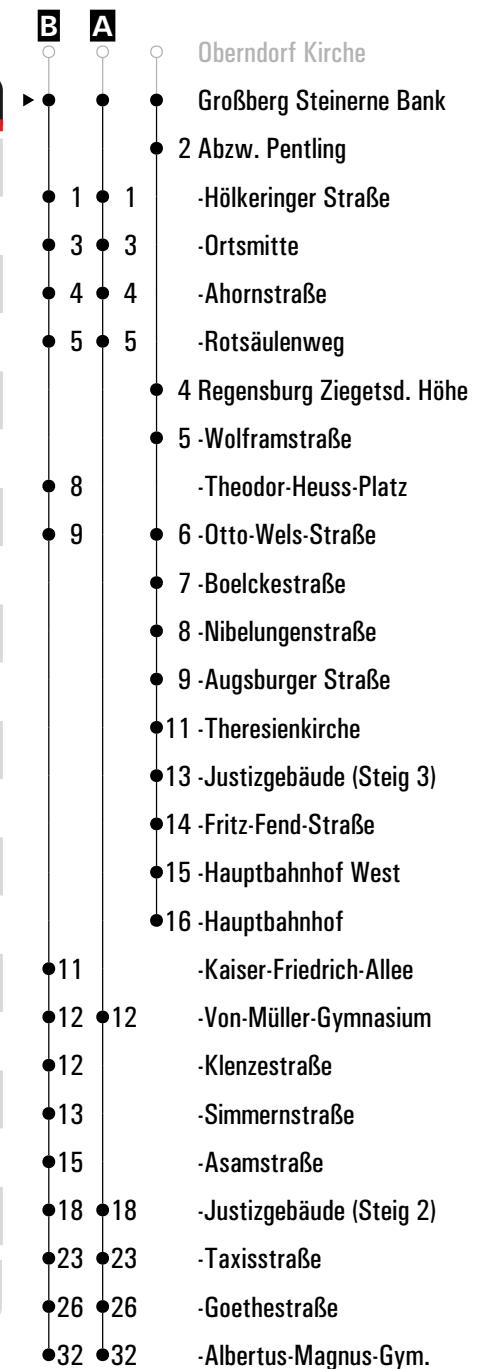 B A
Oberndorf Kirche
Großberg Steinerne Bank
2 Abzw. Pentling
1 1 -Hölkeringer Straße
3 3 -Ortsmitte
4 4 -Ahornstraße
5 5 -Rotsäulenweg
4 Regensburg Ziegetsd. Höhe
5 -Wolframstraße
8 -Theodor-Heuss-Platz
9 6 -Otto-Wels-Straße
7 -Boelckestraße
8 -Nibelungenstraße
9 -Augsburger Straße
11 -Theresienkirche
13 -Justizgebäude (Steig 3)
14 -Fritz-Fend-Straße
15 -Hauptbahnhof West
16 -Hauptbahnhof
11 -Kaiser-Friedrich-Allee
12 12 -Von-Müller-Gymnasium
12 -Klenzestraße
13 -Simmernstraße
15 -Asamstraße
18 18 -Justizgebäude (Steig 2)
23 23 -Taxisstraße
26 26 -Goethestraße
32 32 -Albertus-Magnus-Gym.